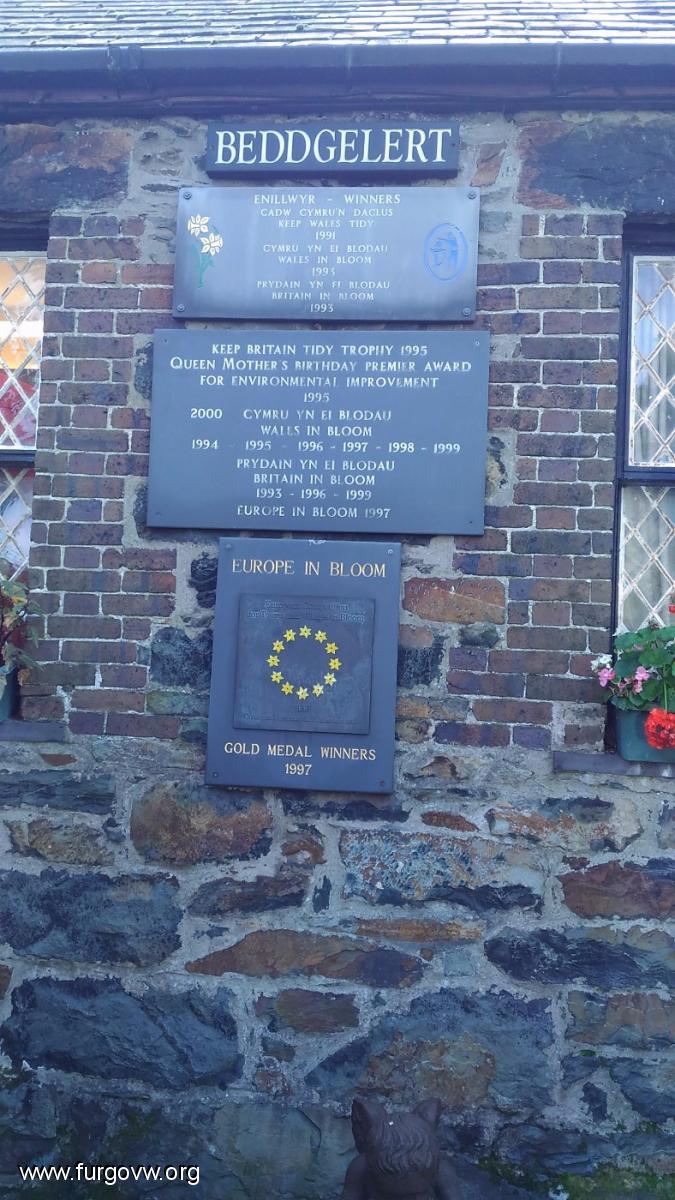 BEDDGELERT
ENILLWYR - WINNERS
CADW CYMRU'N DACLUS
KEEP WALES TIDY
1991
CYMRU YN EI BLODAU
WALES IN BLOOM
1993
PRYDAIN YN EI BLODAU
BRITAIN IN BLOOM
1993
KEEP BRITAIN TIDY TROPHY 1995
QUEEN MOTHER'S BIRTHDAY PREMIER AWARD
FOR ENVIRONMENTAL IMPROVEMENT
1995
2000 CYMRU YN EI BLODAU
WALES IN BLOOM
1994 - 1995 - 1996 - 1997 - 1998 - 1999
PRYDAIN YN EI BLODAU
BRITAIN IN BLOOM
1993 - 1996 - 1999
EUROPE IN BLOOM 1997
EUROPE IN BLOOM
GOLD MEDAL WINNERS
1997
www.furgovw.org